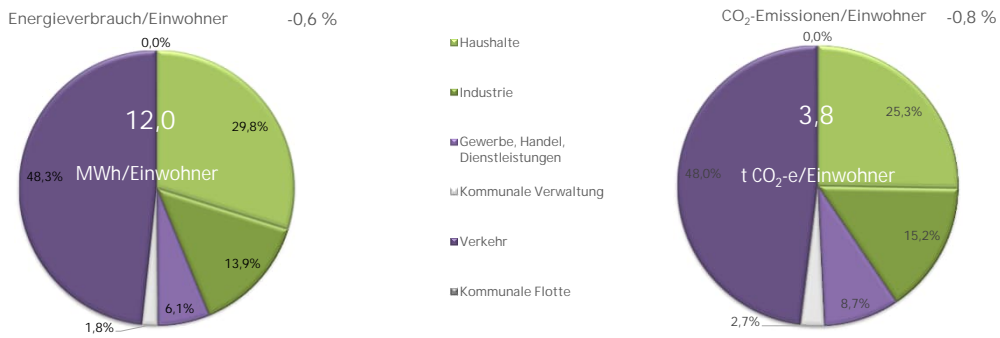 Energieverbrauch/Einwohner -0,6 %
0,0%
12,0
29,8%
48,3%
MWh/Einwohner
13,9%
6,1%
1,8%
Haushalte
Industrie
Gewerbe, Handel,
Dienstleistungen
Kommunale Verwaltung
Verkehr
Kommunale Flotte
CO₂-Emissionen/Einwohner -0,8 %
0,0%
3,8
25,3%
48,0%
t CO₂-e/Einwohner
15,2%
8,7%
2,7%